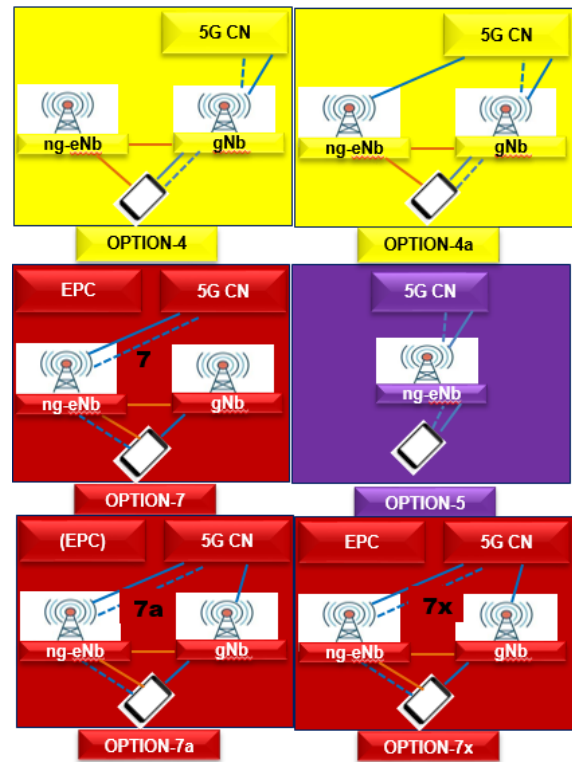 5G CN
ng-eNb
gNb
OPTION-4
5G CN
ng-eNb
gNb
OPTION-4a
EPC
5G CN
7
ng-eNb
gNb
OPTION-7
5G CN
ng-eNb
OPTION-5
(EPC)
5G CN
7a
ng-eNb
gNb
OPTION-7a
EPC
5G CN
7x
ng-eNb
gNb
OPTION-7x